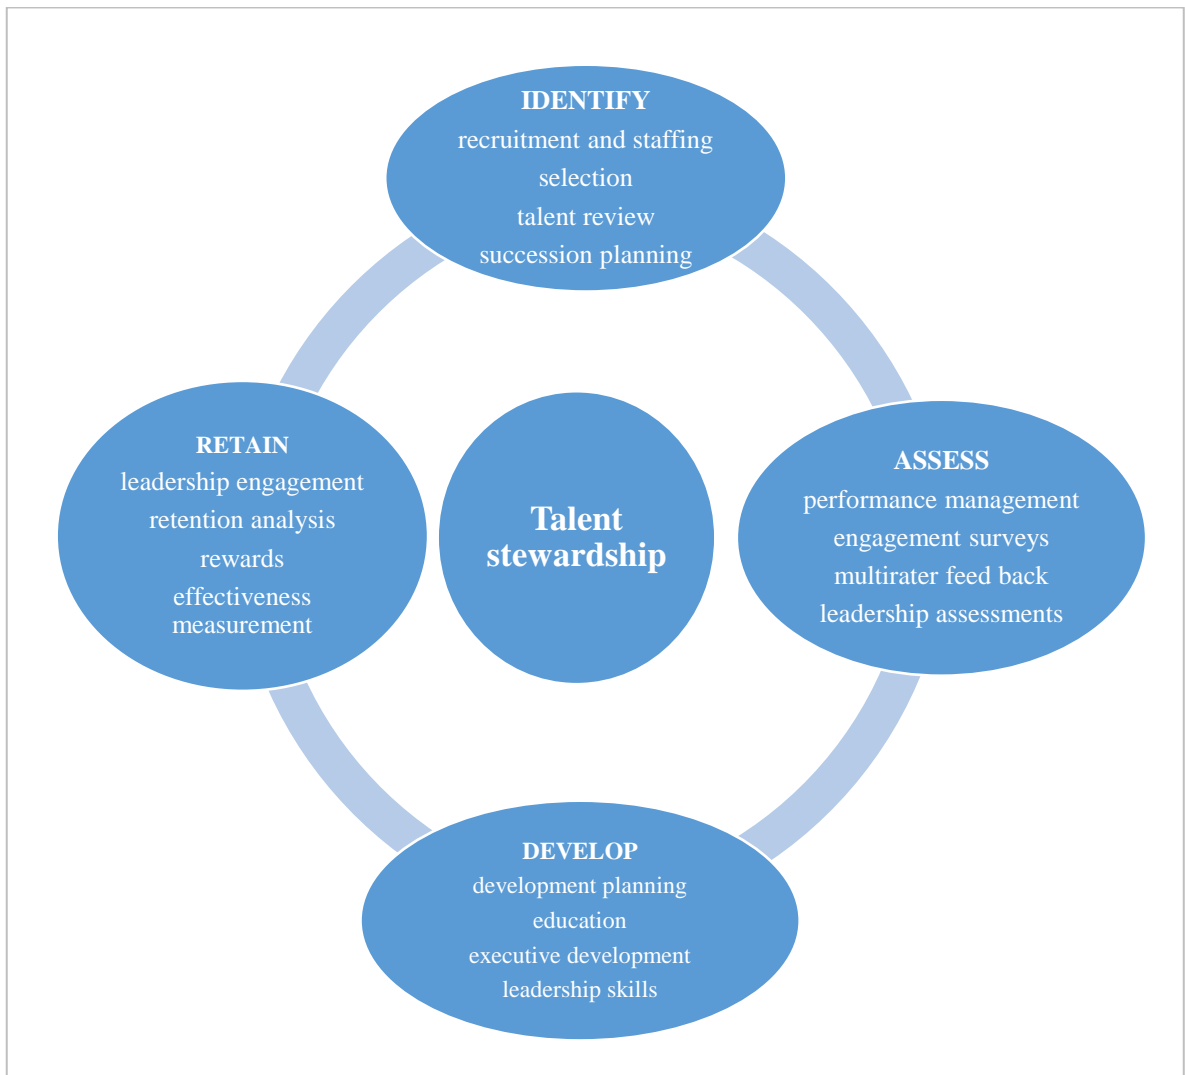 IDENTIFY
recruitment and staffing
selection
talent review
succession planning
RETAIN
leadership engagement
retention analysis
rewards
effectiveness
measurement
Talent
stewardship
ASSESS
performance management
engagement surveys
multirater feed back
leadership assessments
DEVELOP
development planning
education
executive development
leadership skills